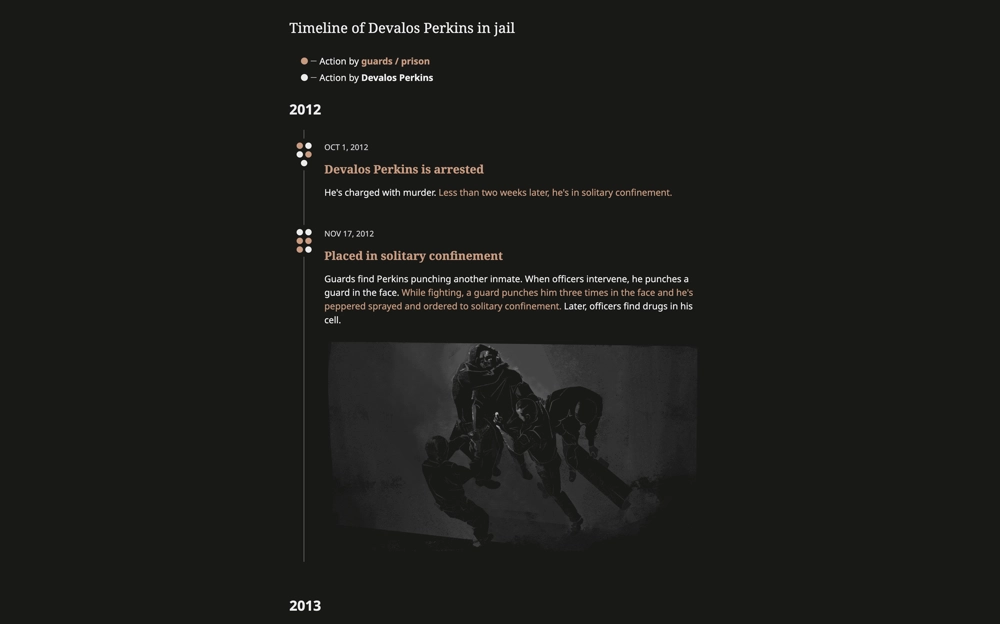 Timeline of Devalos Perkins in jail
– Action by guards / prison
– Action by Devalos Perkins
2012
OCT 1, 2012
Devalos Perkins is arrested
He's charged with murder. Less than two weeks later, he's in solitary confinement.
NOV 17, 2012
Placed in solitary confinement
Guards find Perkins punching another inmate. When officers intervene, he punches a
guard in the face. While fighting, a guard punches him three times in the face and he's
peppered sprayed and ordered to solitary confinement. Later, officers find drugs in his
cell.
2013